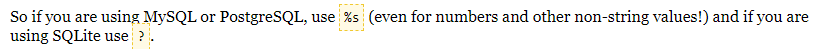 So if you are using MySQL or PostgreSQL, use %s (even for numbers and other non-string values!) and if you are
using SQLite use ?.